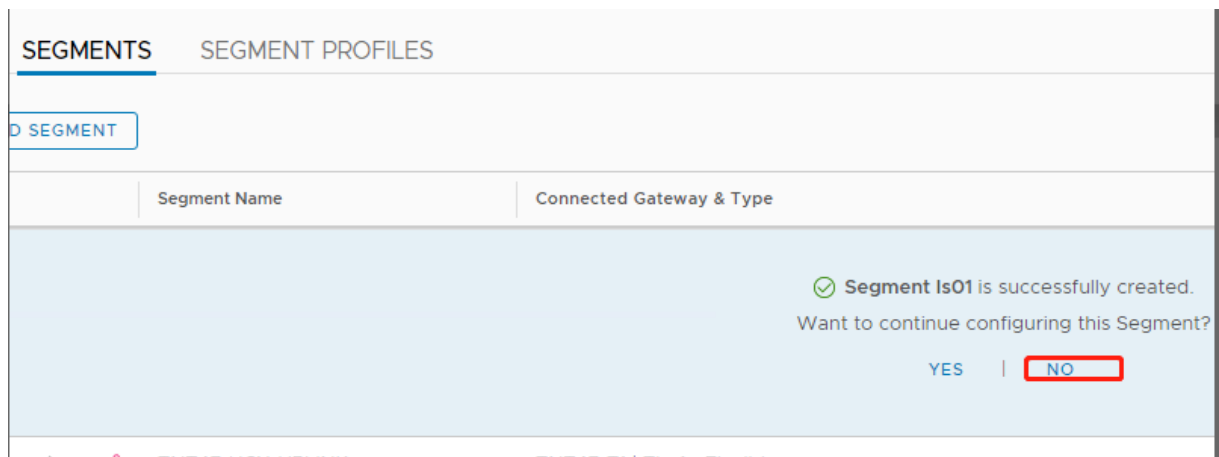 SEGMENTS SEGMENT PROFILES
D SEGMENT
Segment Name Connected Gateway & Type
Segment ls01 is successfully created.
Want to continue configuring this Segment?
YES | NO